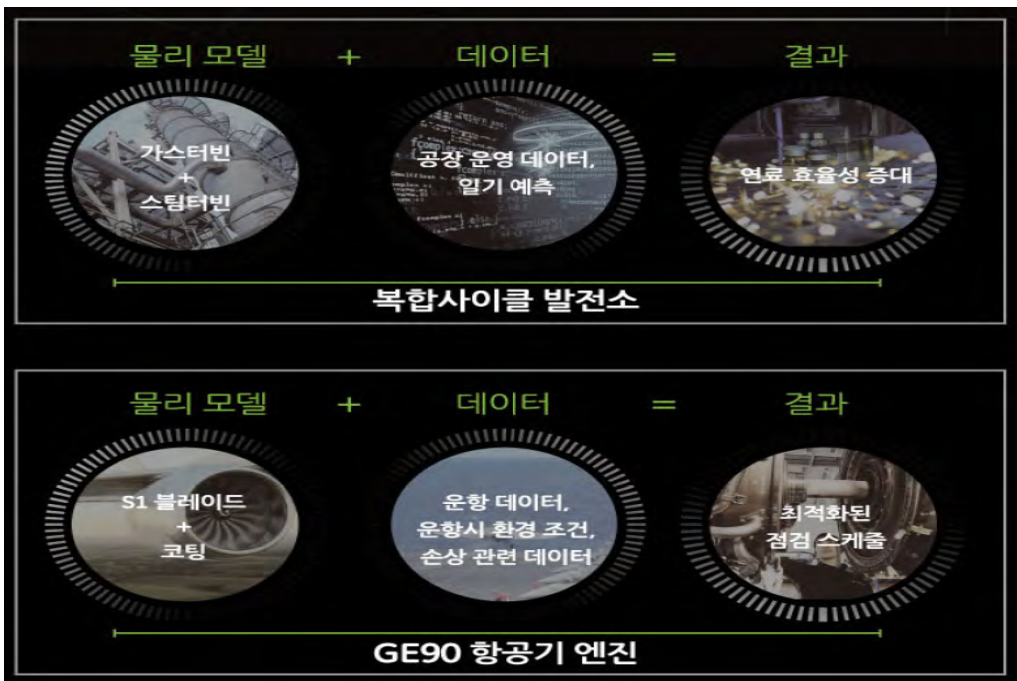 물리 모델 + 데이터 = 결과
가스터빈
+
스팀터빈
공장 운영 데이터,
일기 예측
연료 효율성 증대
복합사이클 발전소
물리 모델 + 데이터 = 결과
S1 블레이드
+
코팅
운항 데이터,
운항시 환경 조건,
손상 관련 데이터
최적화된
점검 스케줄
GE90 항공기 엔진